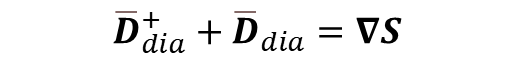 D̅⁺_dia + D̅_dia = ∇S